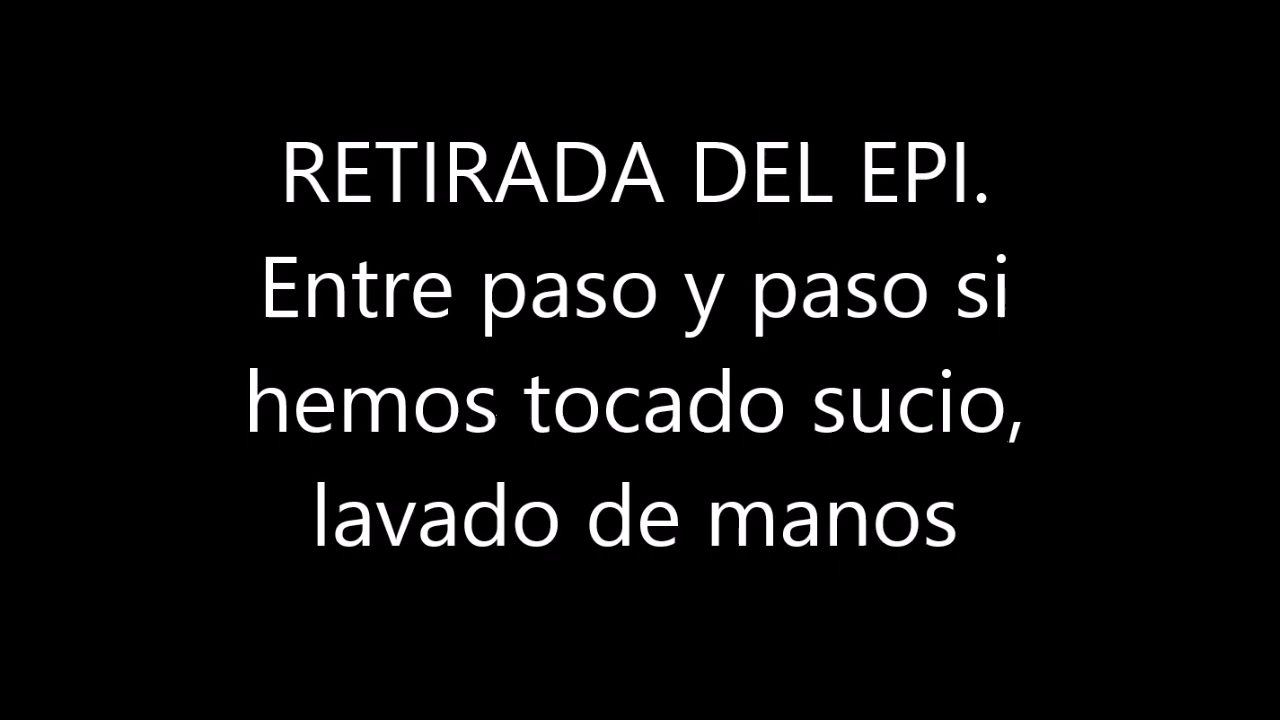 RETIRADA DEL EPI.
Entre paso y paso si
hemos tocado sucio,
lavado de manos